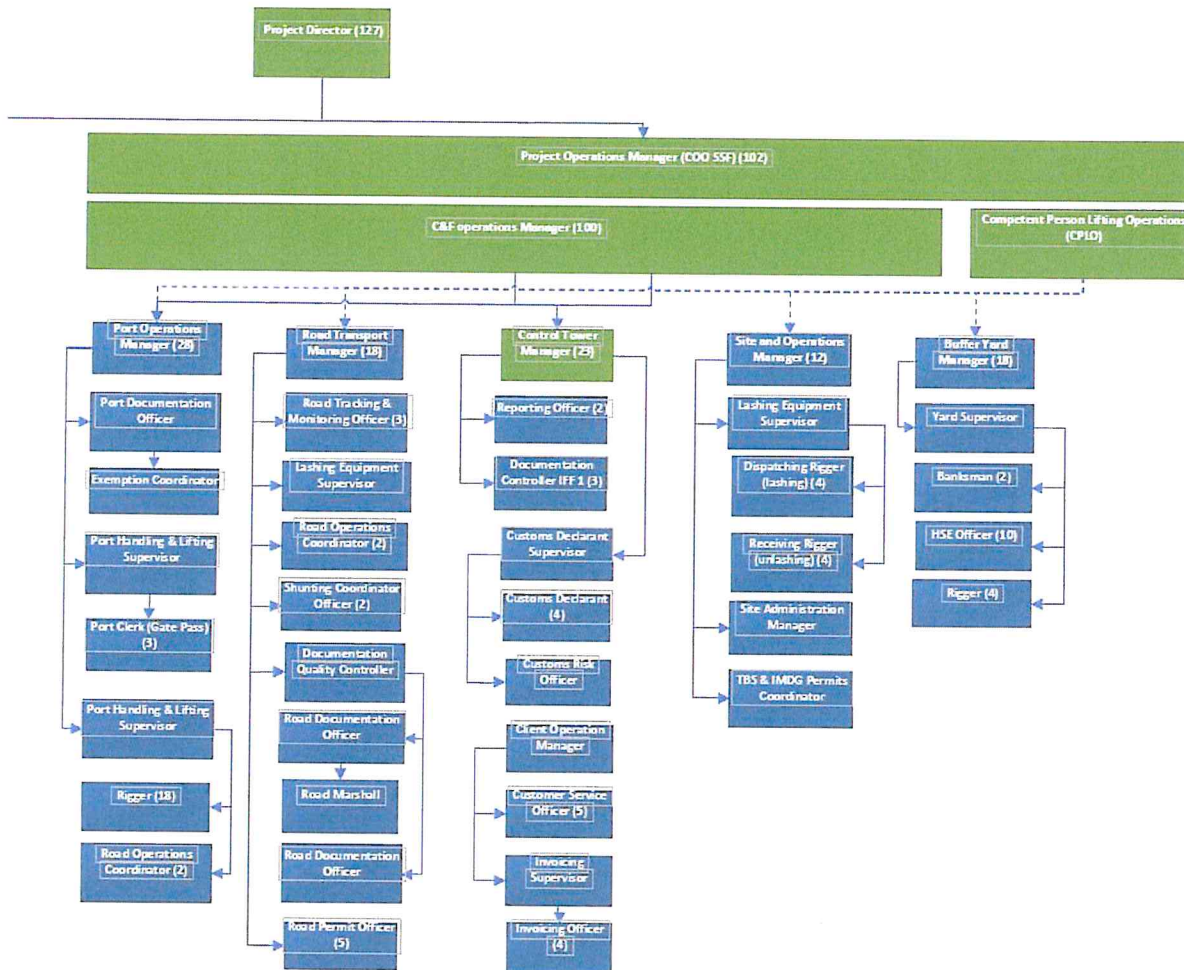 Project Director (127)
Project Operations Manager (COO SSF) (102)
C&F operations Manager (100)
Competent Person Lifting Operations
(CPLO)
Port Operations
Manager (28)
Port Documentation
Officer
Exemption Coordinator
Port Handling & Lifting
Supervisor
Port Clerk (Gate Pass)
(3)
Port Handling & Lifting
Supervisor
Rigger (18)
Road Operations
Coordinator (2)
Road Transport
Manager (18)
Road Tracking &
Monitoring Officer (3)
Lashing Equipment
Supervisor
Road Operations
Coordinator (2)
Shunting Coordinator
Officer (2)
Documentation
Quality Controller
Road Documentation
Officer
Road Marshall
Road Documentation
Officer
Road Permit Officer
(5)
Control Tower
Manager (23)
Reporting Officer (2)
Documentation
Controller IFF 1 (3)
Customs Declarant
Supervisor
Customs Declarant
(4)
Customs Risk
Officer
Client Operation
Manager
Customer Service
Officer (5)
Invoicing
Supervisor
Invoicing Officer
(4)
Site and Operations
Manager (12)
Lashing Equipment
Supervisor
Dispatching Rigger
(lashing) (4)
Receiving Rigger
(unlashing) (4)
Site Administration
Manager
TBS & IMDG Permits
Coordinator
Buffer Yard
Manager (18)
Yard Supervisor
Banksman (2)
HSE Officer (10)
Rigger (4)